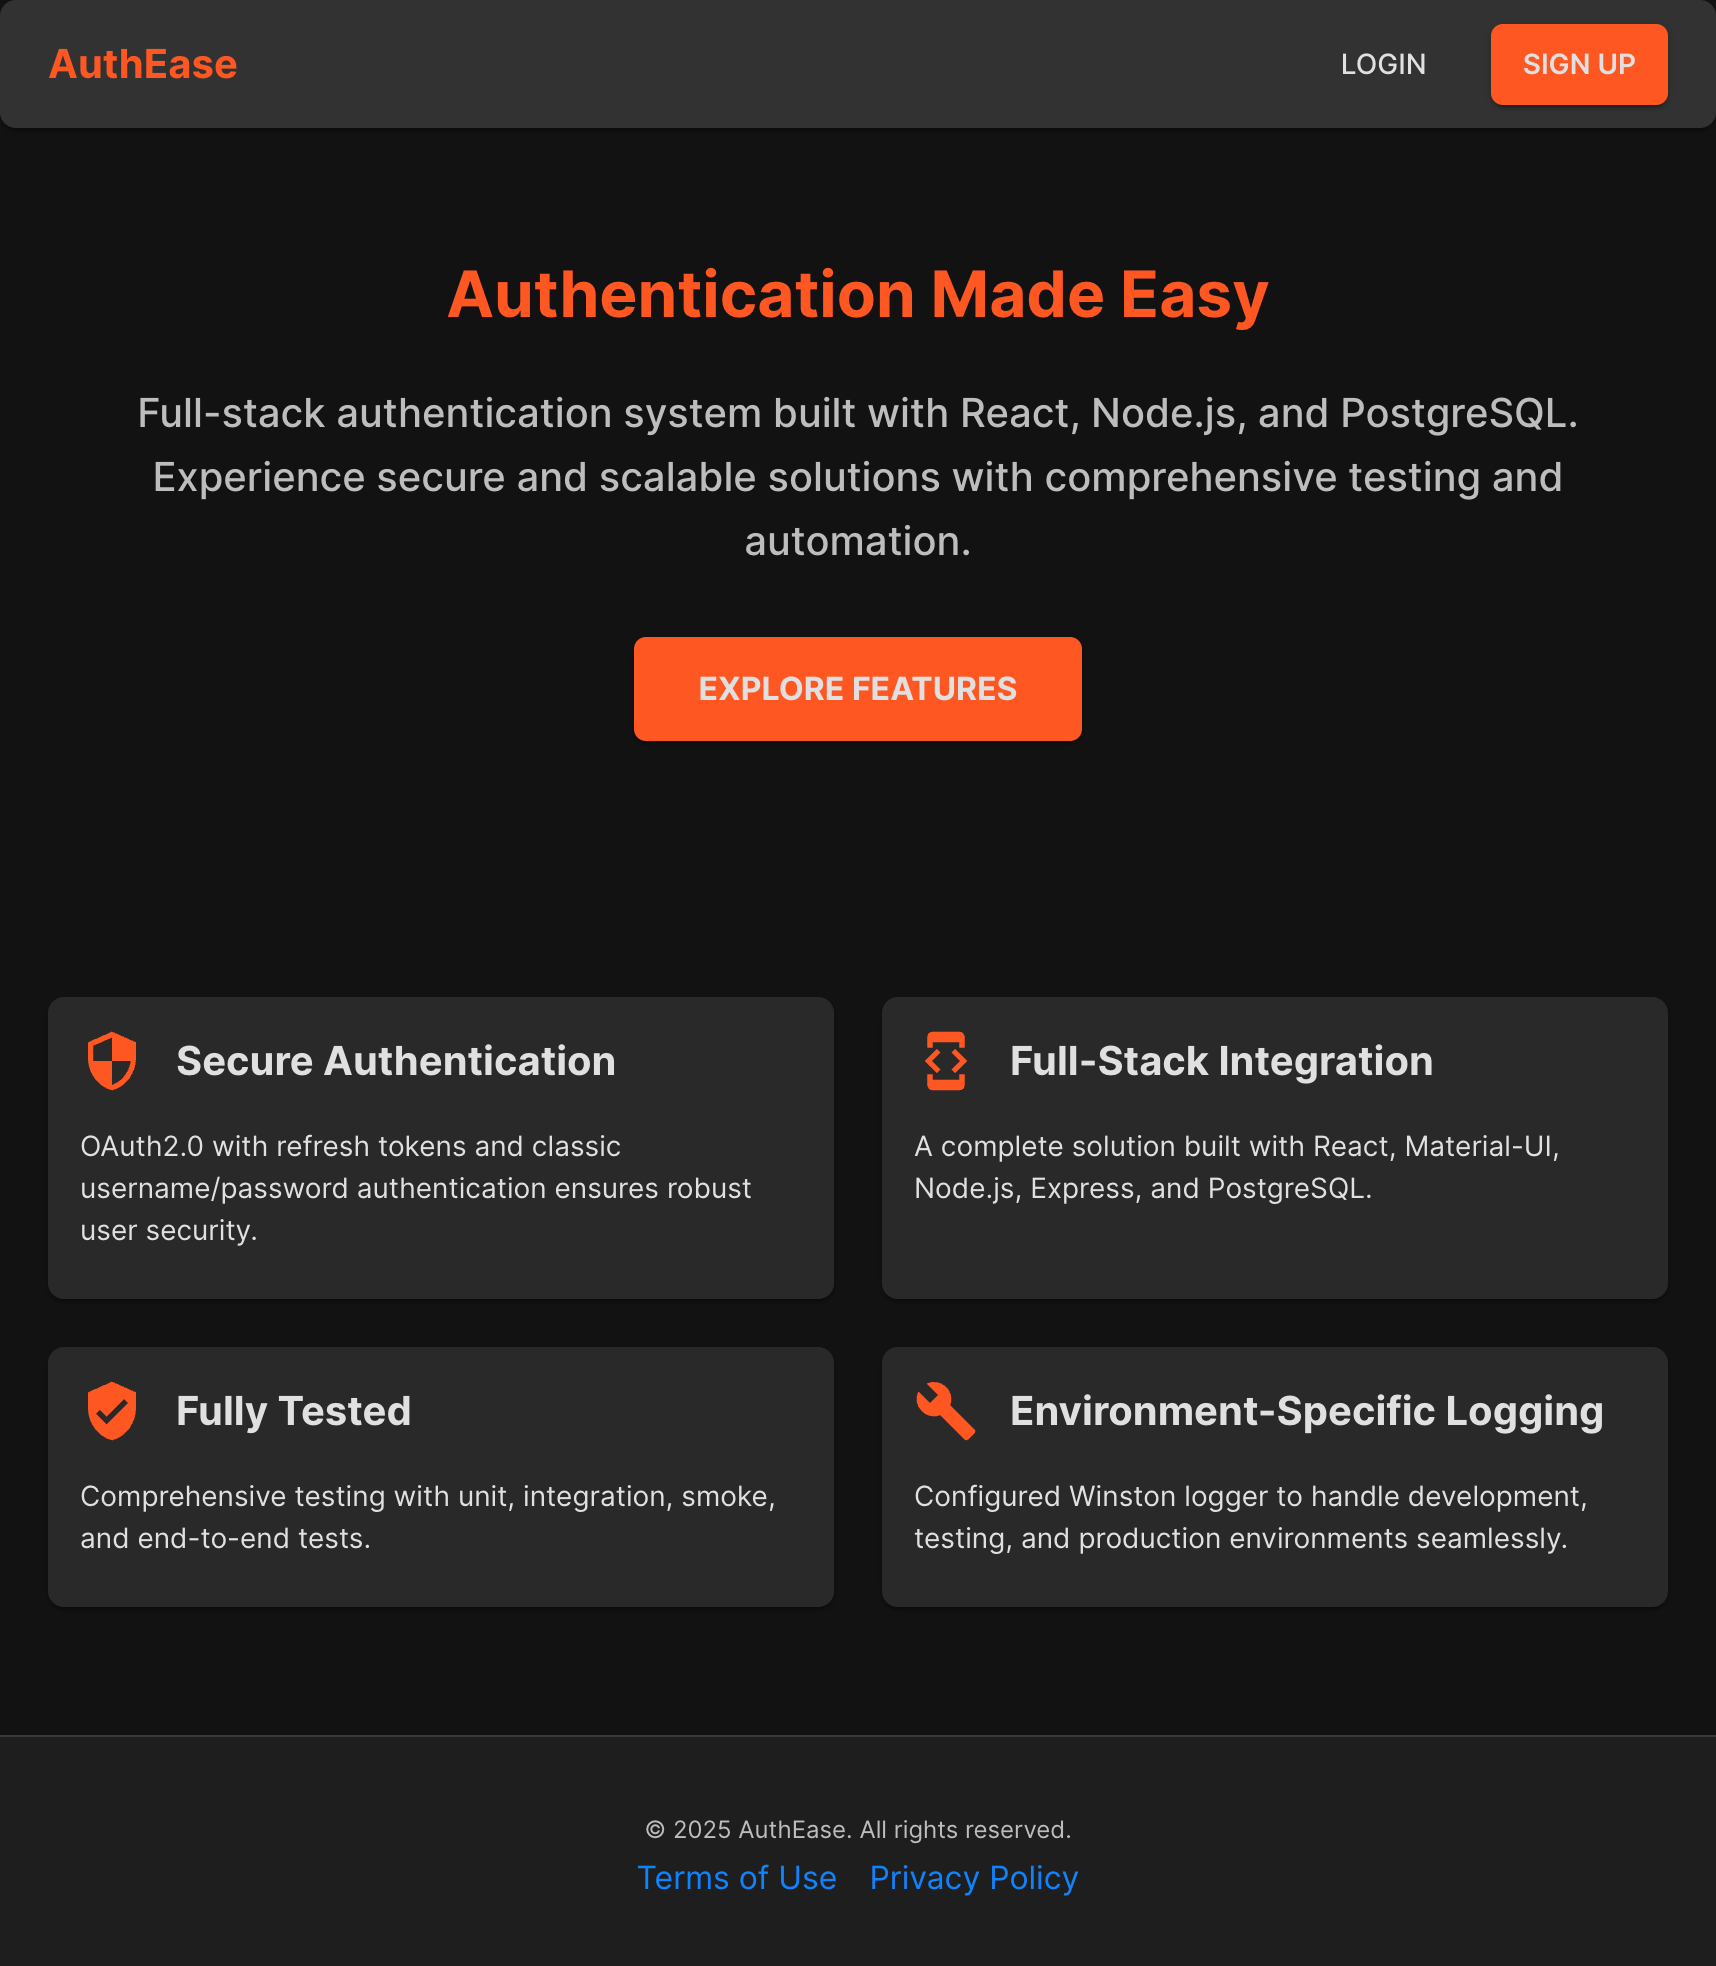 AuthEase
LOGIN
SIGN UP
Authentication Made Easy
Full-stack authentication system built with React, Node.js, and PostgreSQL.
Experience secure and scalable solutions with comprehensive testing and
automation.
EXPLORE FEATURES
Secure Authentication
OAuth2.0 with refresh tokens and classic
username/password authentication ensures robust
user security.
Full-Stack Integration
A complete solution built with React, Material-UI,
Node.js, Express, and PostgreSQL.
Fully Tested
Comprehensive testing with unit, integration, smoke,
and end-to-end tests.
Environment-Specific Logging
Configured Winston logger to handle development,
testing, and production environments seamlessly.
© 2025 AuthEase. All rights reserved.
Terms of Use Privacy Policy